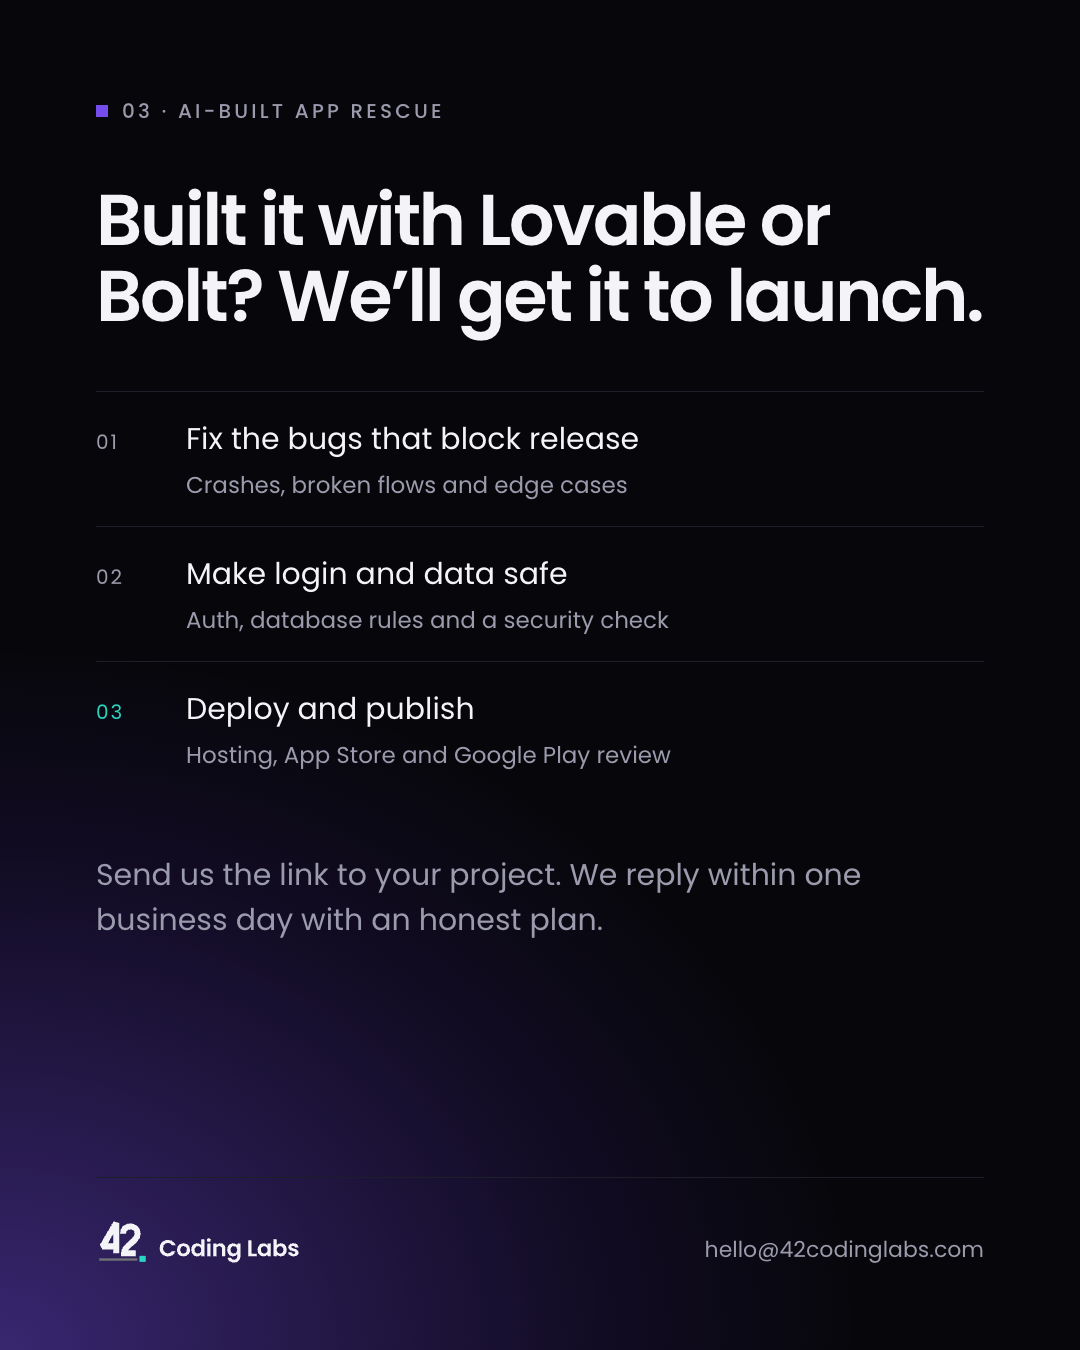 03 · AI-BUILT APP RESCUE
Built it with Lovable or
Bolt? We’ll get it to launch.
01
Fix the bugs that block release
Crashes, broken flows and edge cases
02
Make login and data safe
Auth, database rules and a security check
03
Deploy and publish
Hosting, App Store and Google Play review
Send us the link to your project. We reply within one
business day with an honest plan.
42. Coding Labs
hello@42codinglabs.com